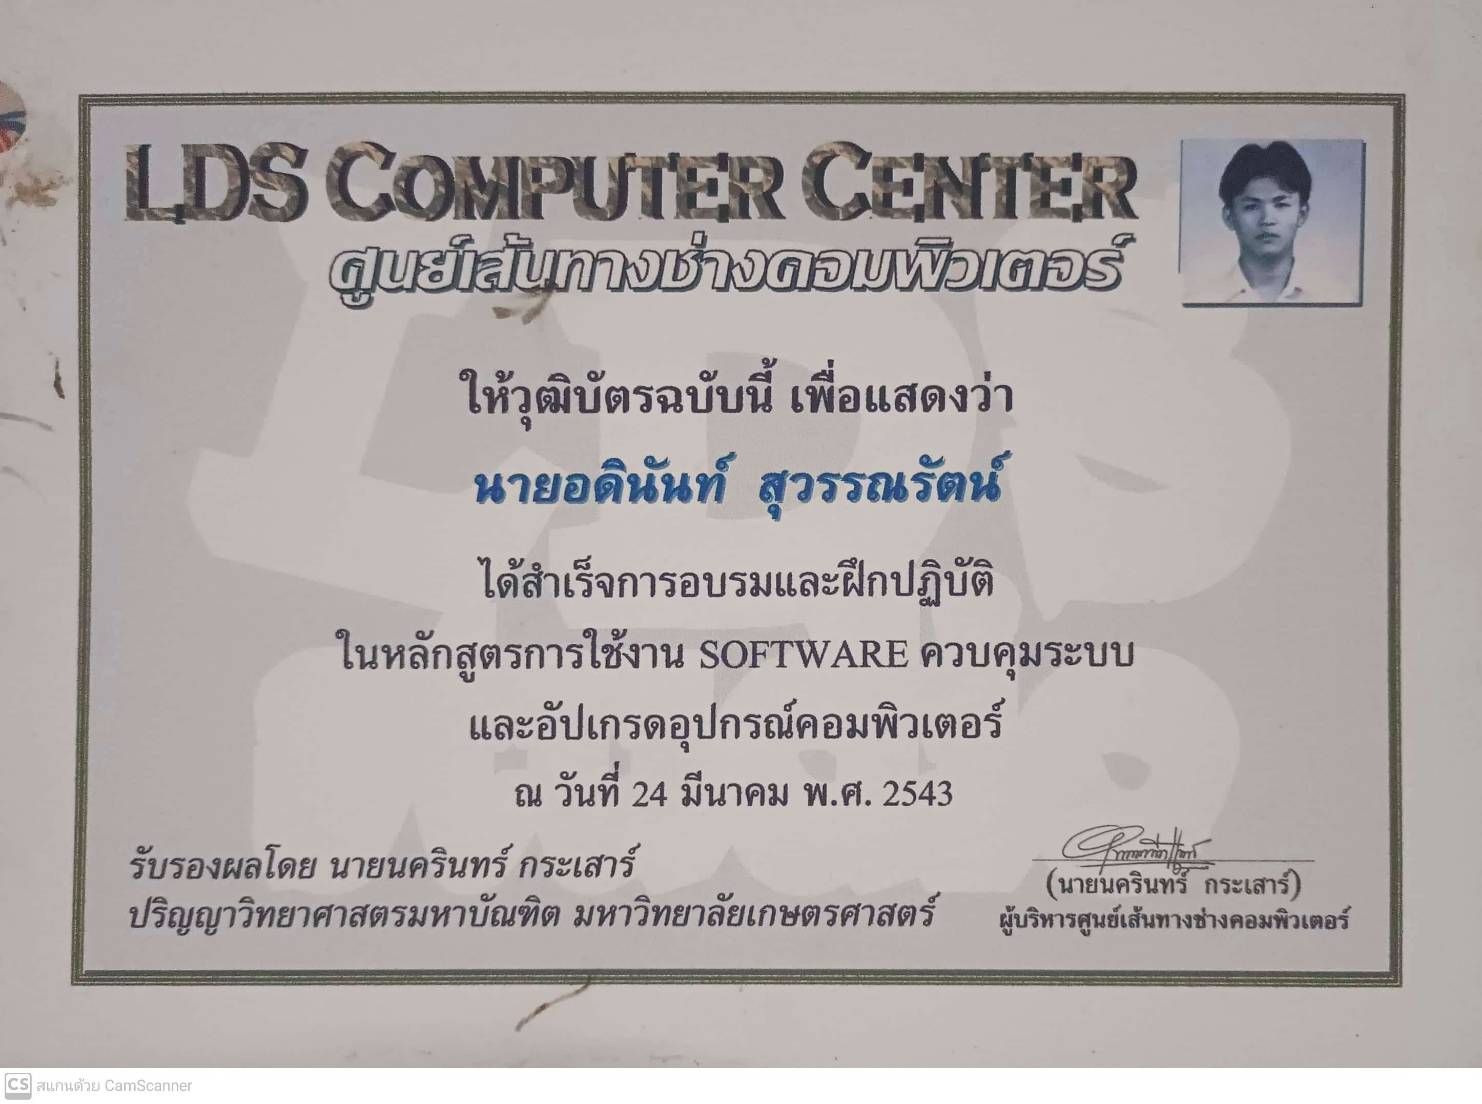 LDS COMPUTER CENTER
ศูนย์เส้นทางช่างคอมพิวเตอร์
ให้วุฒิบัตรฉบับนี้ เพื่อแสดงว่า
นายอดินันท์ สุวรรณรัตน์
ได้สำเร็จการอบรมและฝึกปฏิบัติ
ในหลักสูตรการใช้งาน SOFTWARE ควบคุมระบบ
และอัปเกรดอุปกรณ์คอมพิวเตอร์
ณ วันที่ 24 มีนาคม พ.ศ. 2543
รับรองผลโดย นายนครินทร์ กระเสาร์
ปริญญาวิทยาศาสตรมหาบัณฑิต มหาวิทยาลัยเกษตรศาสตร์
(นายนครินทร์ กระเสาร์)
ผู้บริหารศูนย์เส้นทางช่างคอมพิวเตอร์
CS สแกนด้วย CamScanner